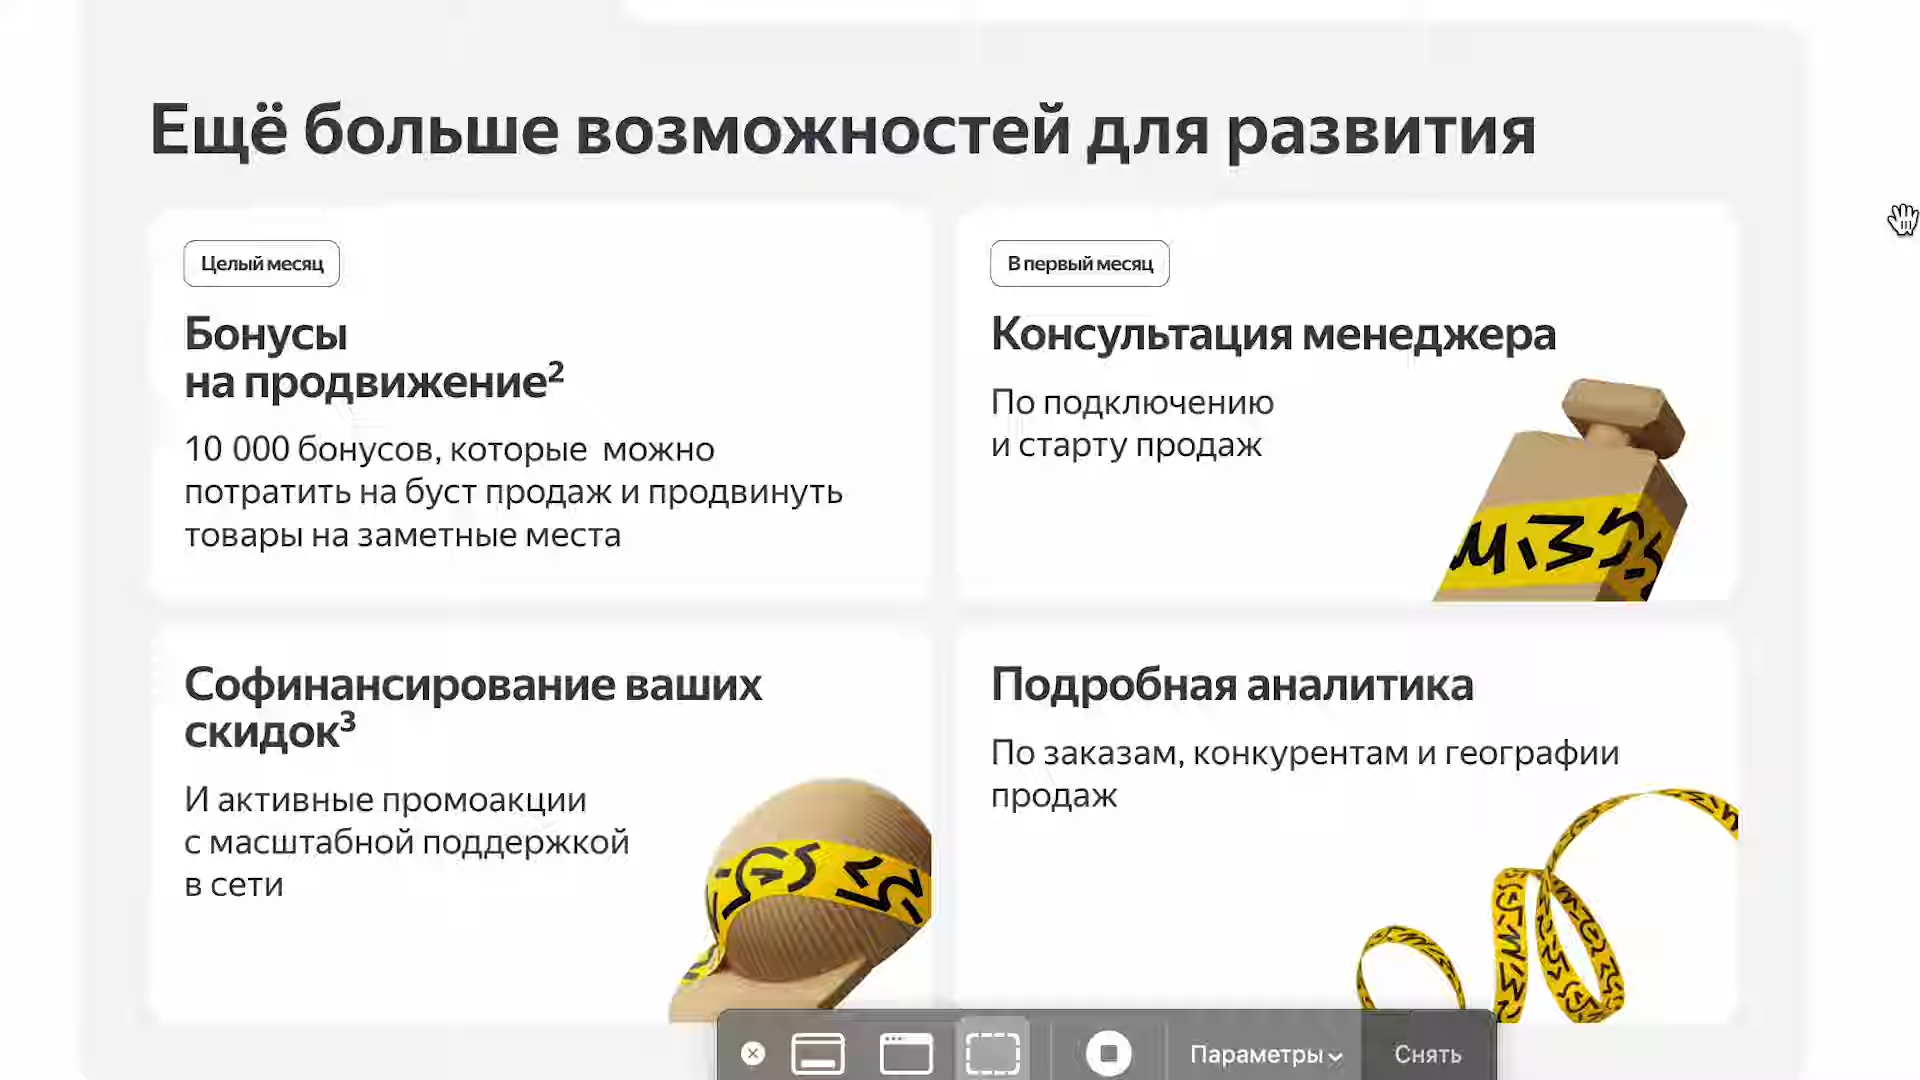 Ещё больше возможностей для развития
Целый месяц
Бонусы
на продвижение²
10 000 бонусов, которые можно
потратить на буст продаж и продвинуть
товары на заметные места
В первый месяц
Консультация менеджера
По подключению
и старту продаж
Софинансирование ваших
скидок³
И активные промоакции
с масштабной поддержкой
в сети
Подробная аналитика
По заказам, конкурентам и географии
продаж
Параметры
Снять